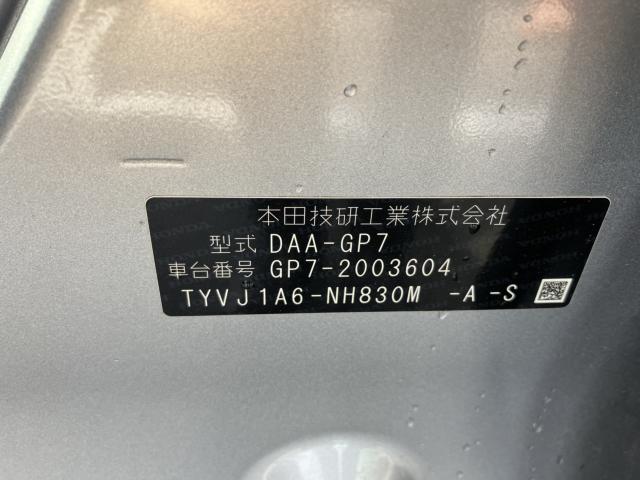 本田技研工業株式会社
型式 DAA-GP7
車台番号 GP7-2003604
TYVJ1A6-NH830M -A -S